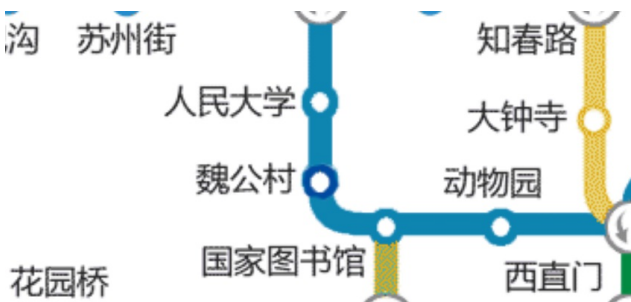 沟
苏州街
知春路
人民大学
大钟寺
魏公村
动物园
国家图书馆
西直门
花园桥